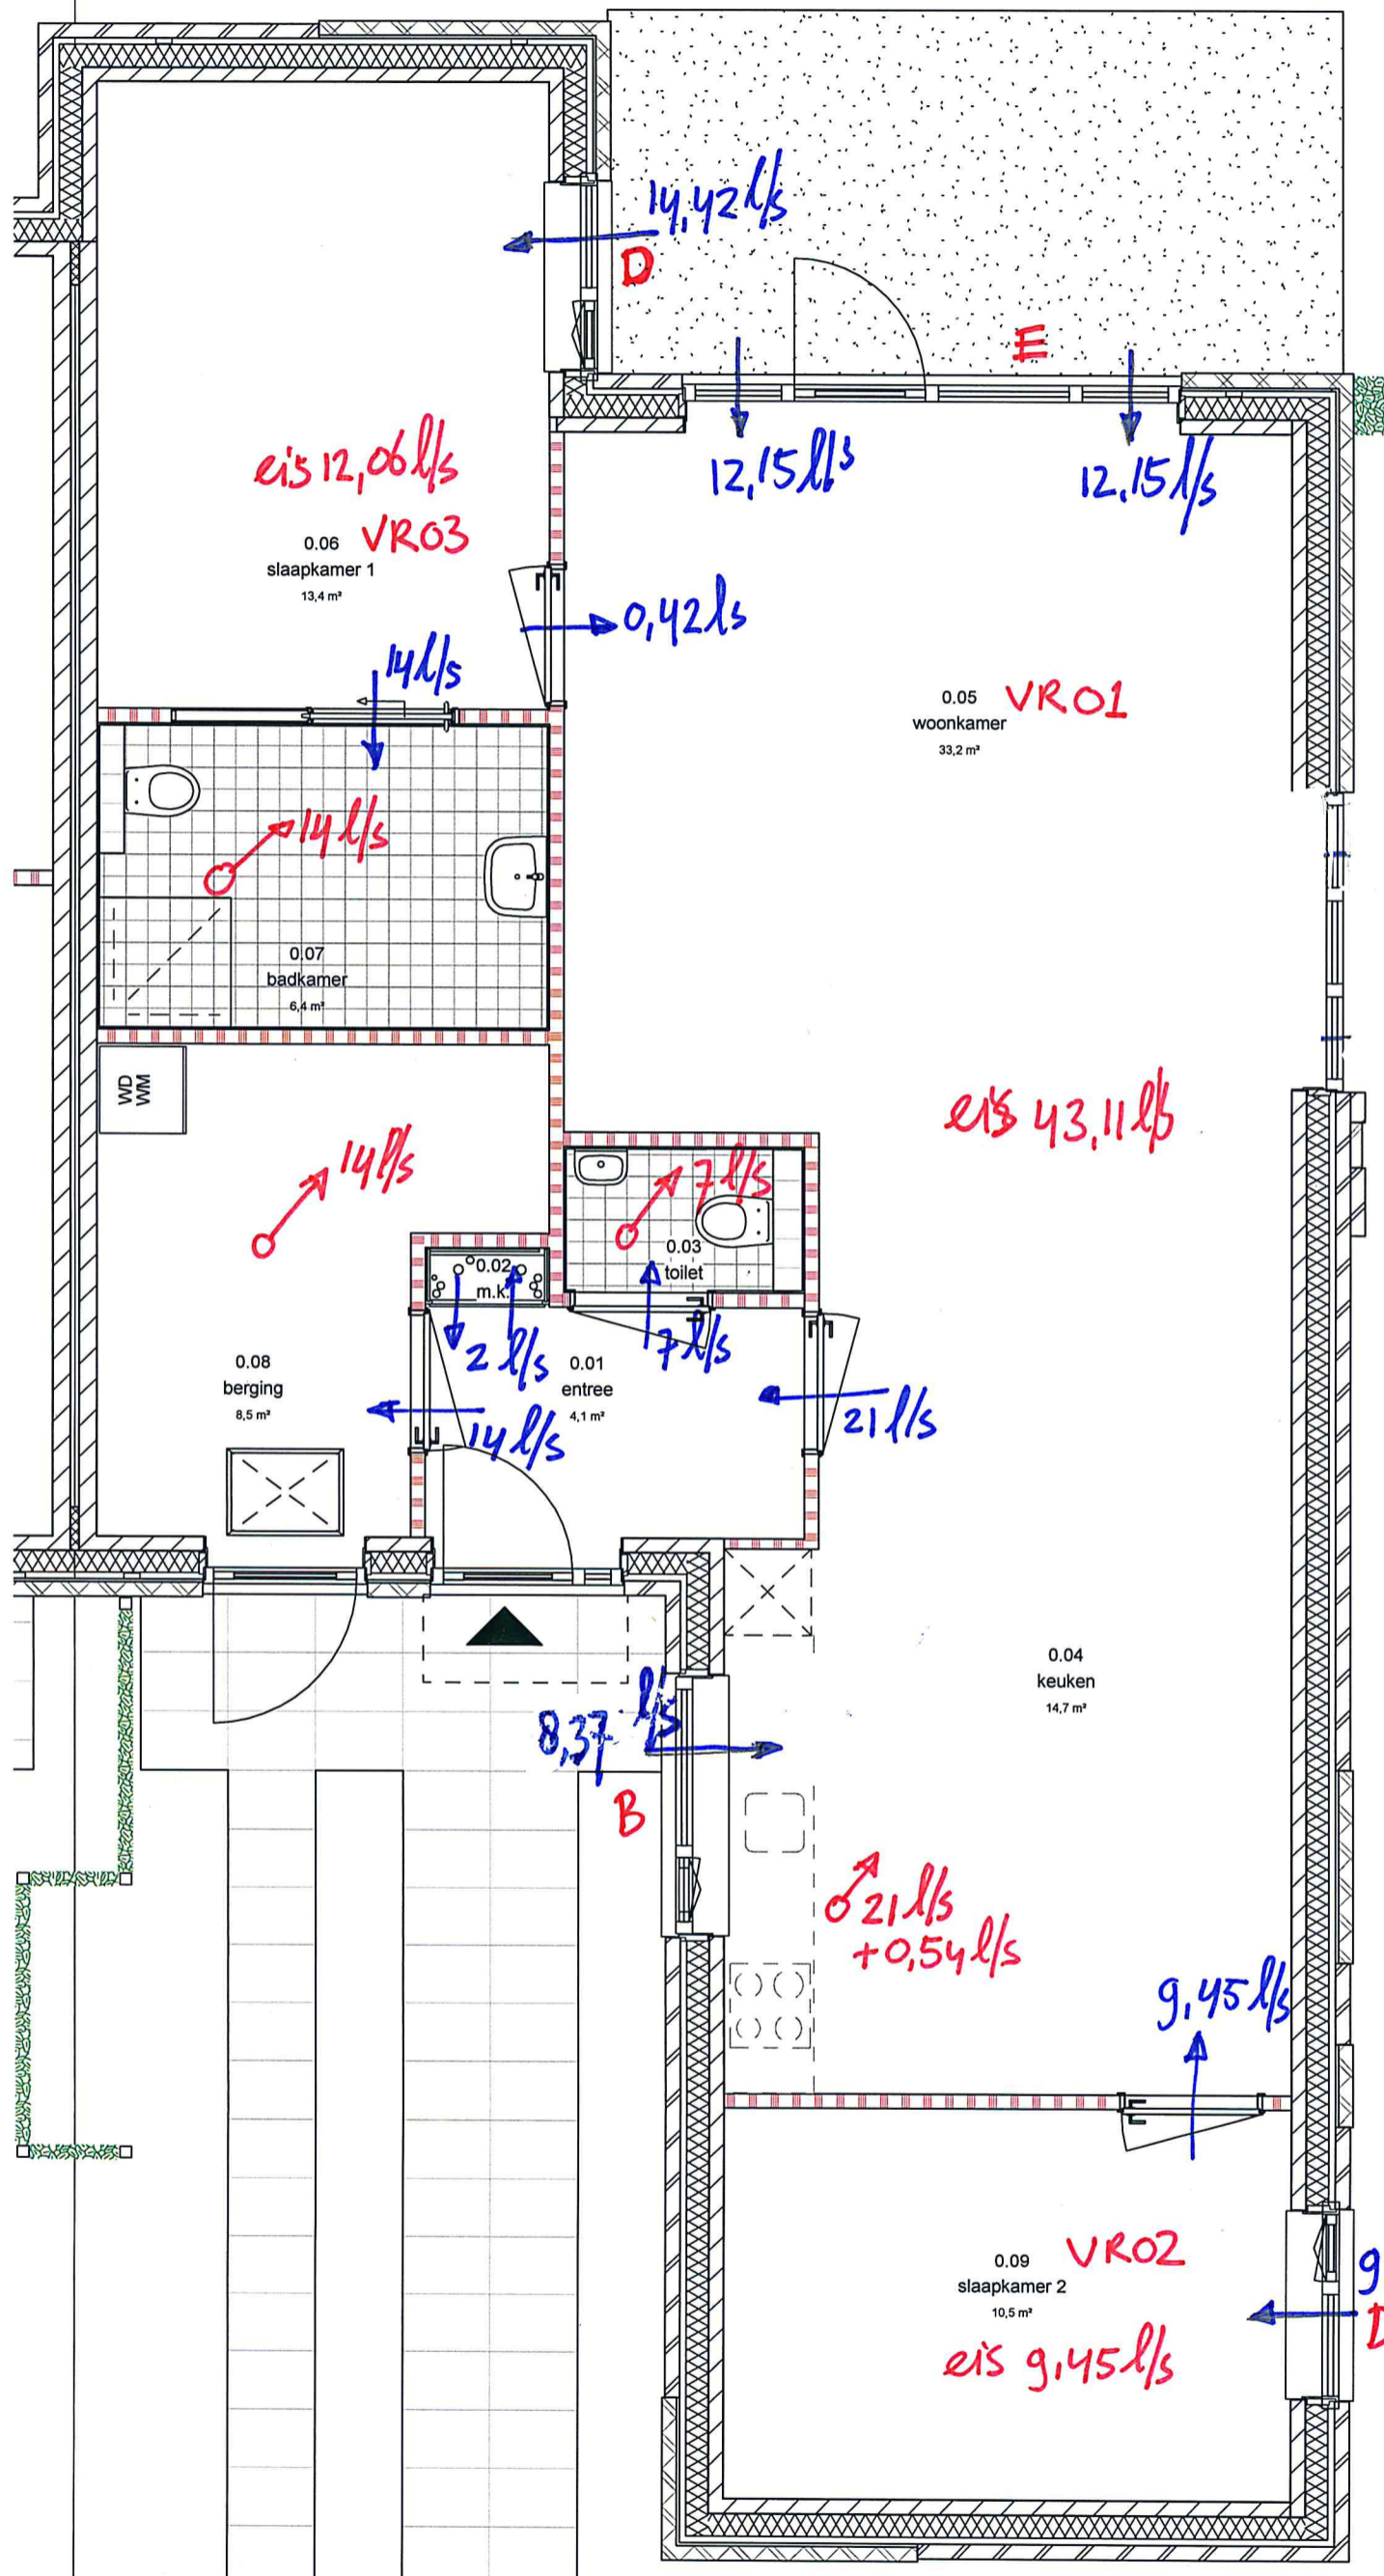 14,42 l/s
D
E
12,15 l/s
12,15 l/s
eis 12,06 l/s
0.06 VR03
slaapkamer 1
13,4 m²
0,42 l/s
14 l/s
0.05 VR01
woonkamer
33,2 m²
14 l/s
0.07
badkamer
6,4 m²
WD
WM
eis 43,11 l/s
14 l/s
7 l/s
0.03
toilet
0.02
m.k.
2 l/s
7 l/s
0.08
berging
8,5 m²
0.01
entree
4,1 m²
14 l/s
21 l/s
0.04
keuken
14,7 m²
8,37 l/s
B
21 l/s
+0,54 l/s
9,45 l/s
0.09 VR02
slaapkamer 2
10,5 m²
9
eis 9,45 l/s